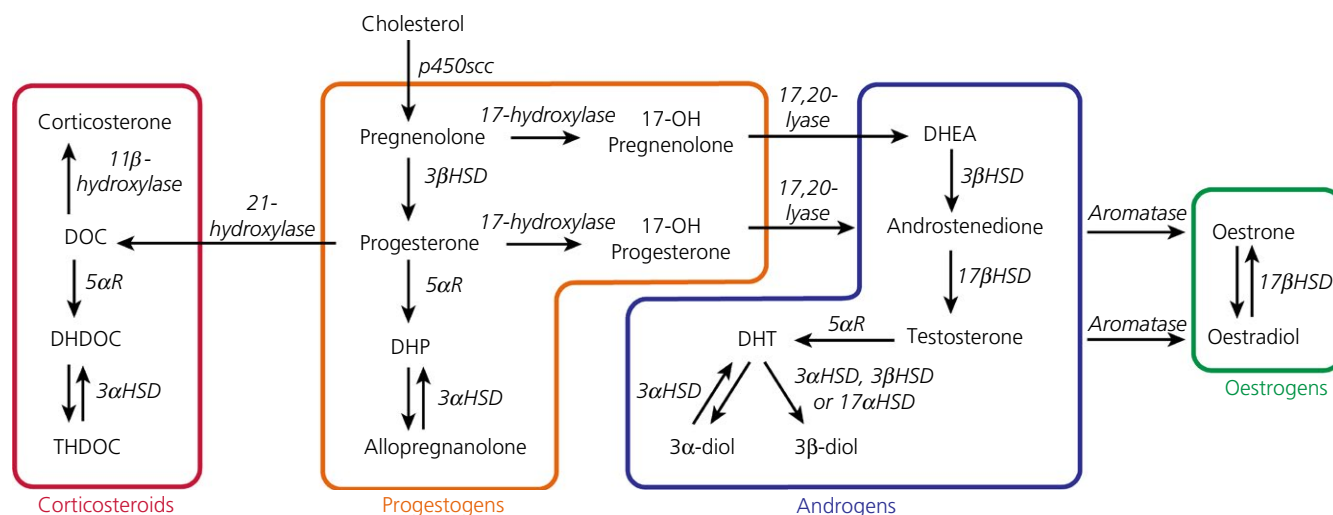 Cholesterol
p450scc
Corticosterone
11β-
hydroxylase
DOC
5αR
DHDOC
3αHSD
THDOC
Corticosteroids
21-
hydroxylase
Pregnenolone
17-hydroxylase
17-OH
Pregnenolone
3βHSD
Progesterone
17-hydroxylase
17-OH
Progesterone
5αR
DHP
3αHSD
Allopregnanolone
Progestogens
17,20-
lyase
17,20-
lyase
DHEA
3βHSD
Androstenedione
17βHSD
Testosterone
5αR
DHT
3αHSD
3αHSD, 3βHSD
or 17αHSD
3α-diol
3β-diol
Androgens
Aromatase
Aromatase
Oestrone
17βHSD
Oestradiol
Oestrogens